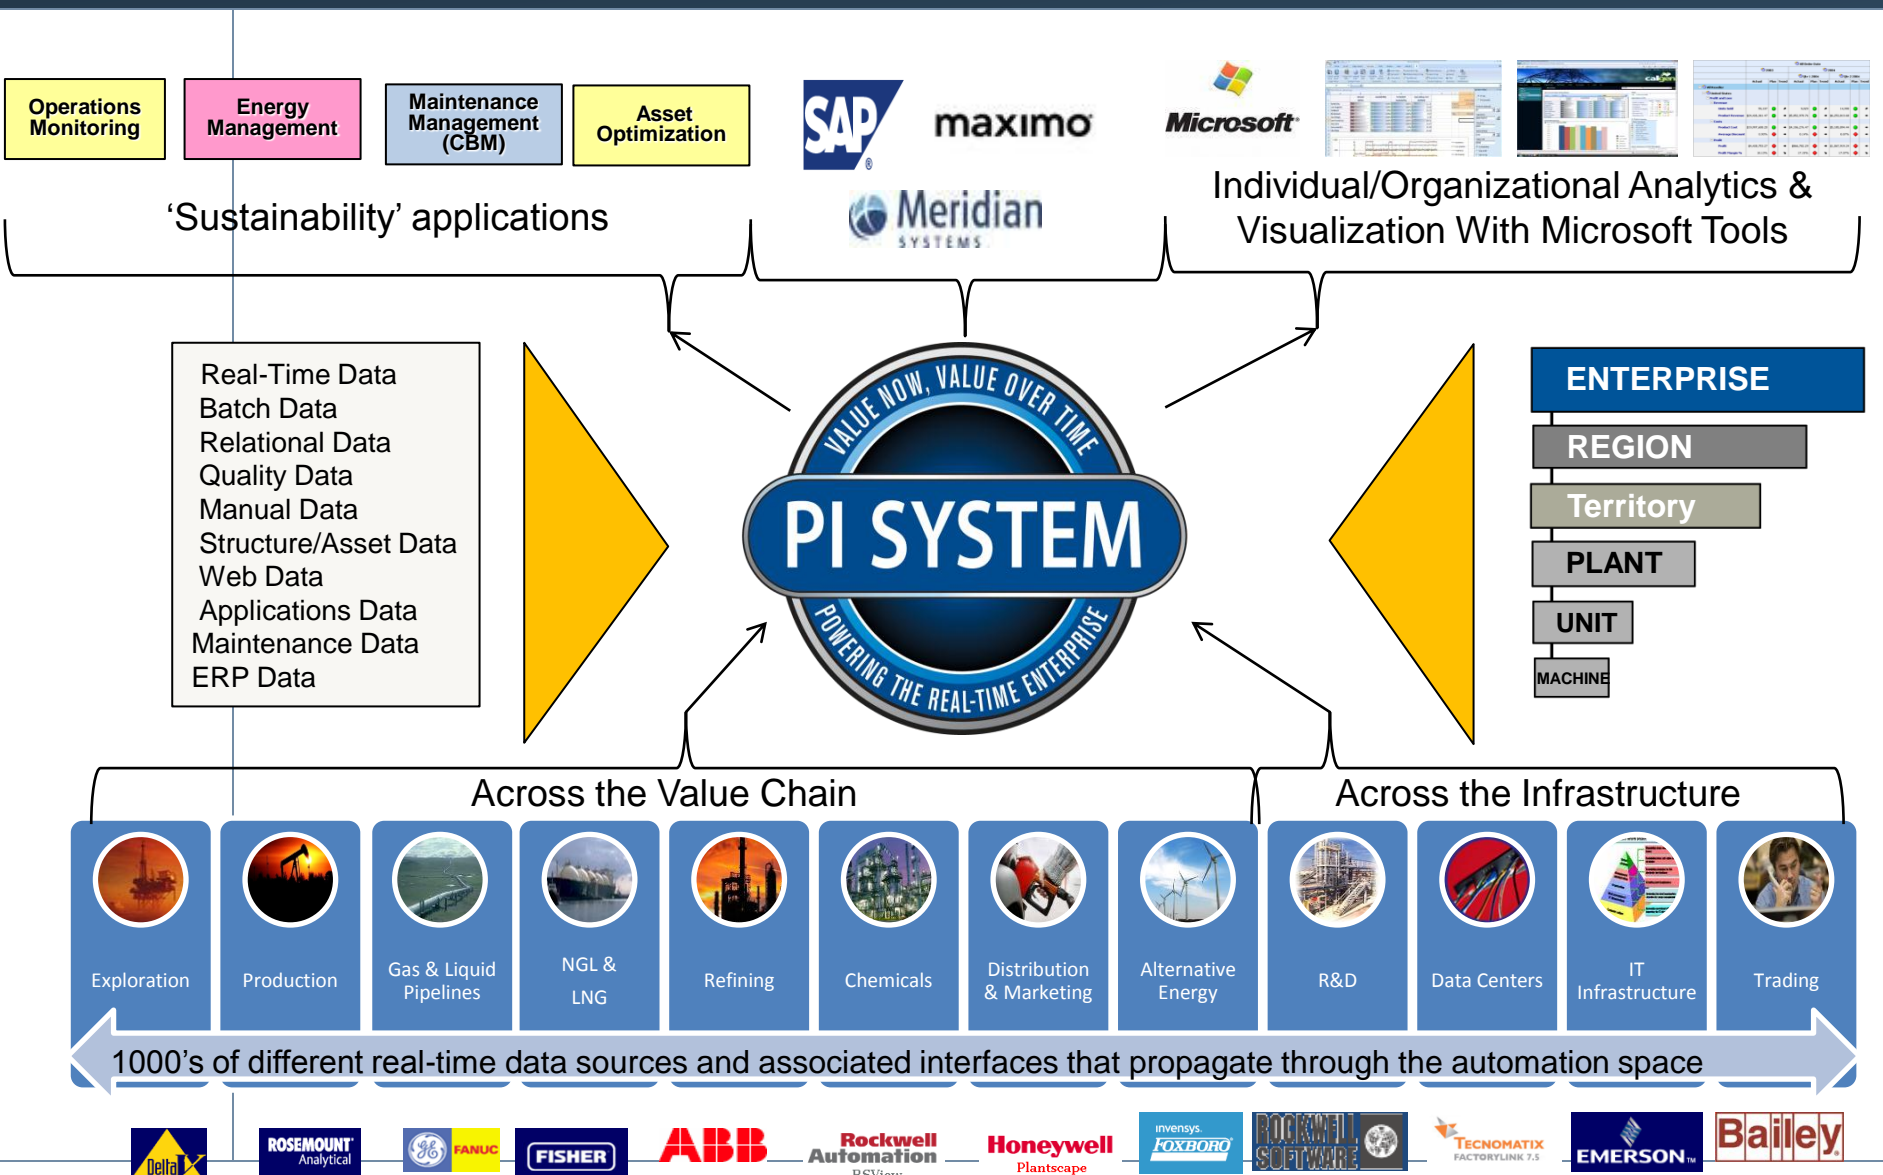 Operations
Monitoring
Energy
Management
Maintenance
Management
(CBM)
Asset
Optimization
SAP
®
maximo
Microsoft
Meridian
SYSTEMS
'Sustainability' applications
Individual/Organizational Analytics &
Visualization With Microsoft Tools
Real-Time Data
Batch Data
Relational Data
Quality Data
Manual Data
Structure/Asset Data
Web Data
Applications Data
Maintenance Data
ERP Data
VALUE NOW, VALUE OVER TIME
PI SYSTEM
POWERING THE REAL-TIME ENTERPRISE
ENTERPRISE
REGION
Territory
PLANT
UNIT
MACHINE
Across the Value Chain
Across the Infrastructure
Exploration
Production
Gas & Liquid
Pipelines
NGL &
LNG
Refining
Chemicals
Distribution
& Marketing
Alternative
Energy
R&D
Data Centers
IT
Infrastructure
Trading
1000's of different real-time data sources and associated interfaces that propagate through the automation space
DeltaV
ROSEMOUNT
Analytical
GE
FANUC
FISHER
ABB
Rockwell
Automation
RSView
Honeywell
Plantscape
invensys
FOXBORO
ROCKWELL
SOFTWARE
TECNOMATIX
FACTORYLINK 7.5
EMERSON
Bailey